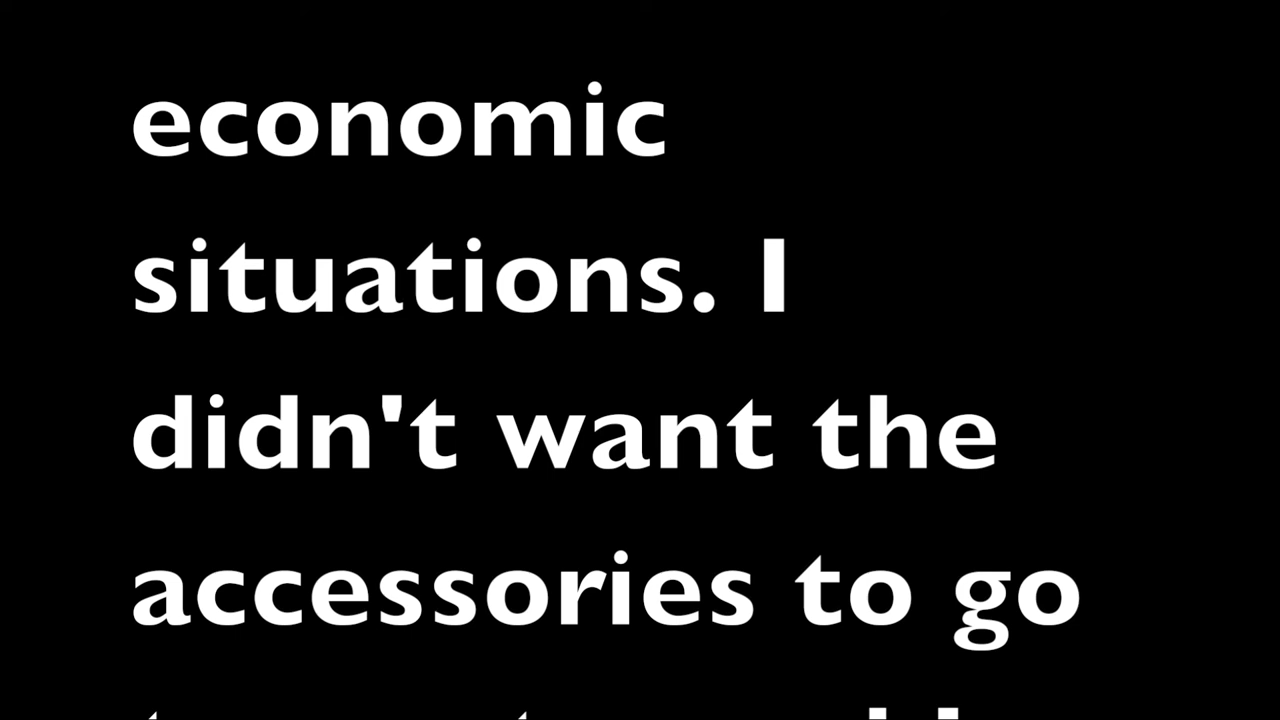 economic
situations. I
didn't want the
accessories to go